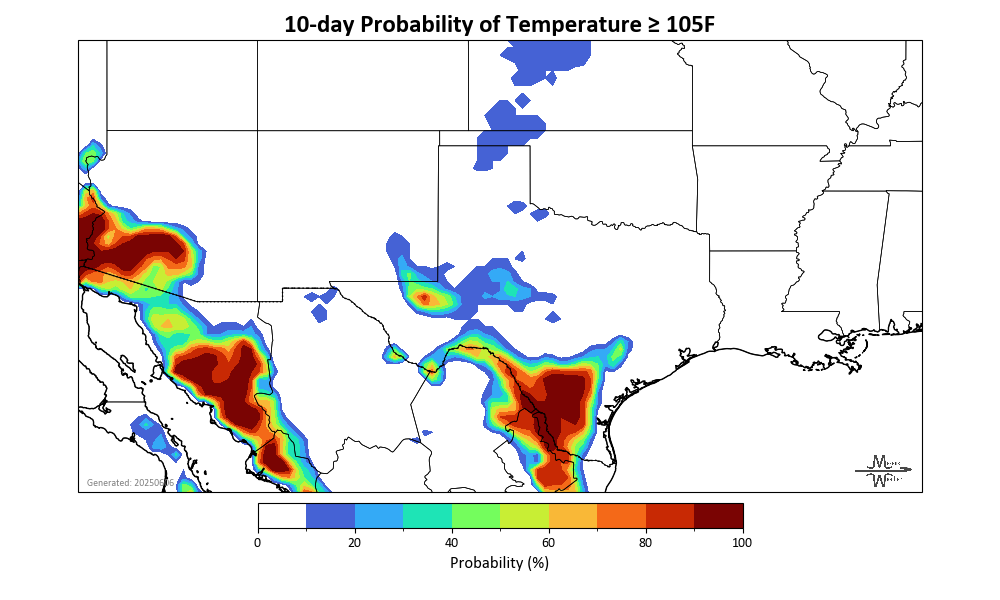 10-day Probability of Temperature ≥ 105F
Generated: 20250606
0 20 40 60 80 100
Probability (%)